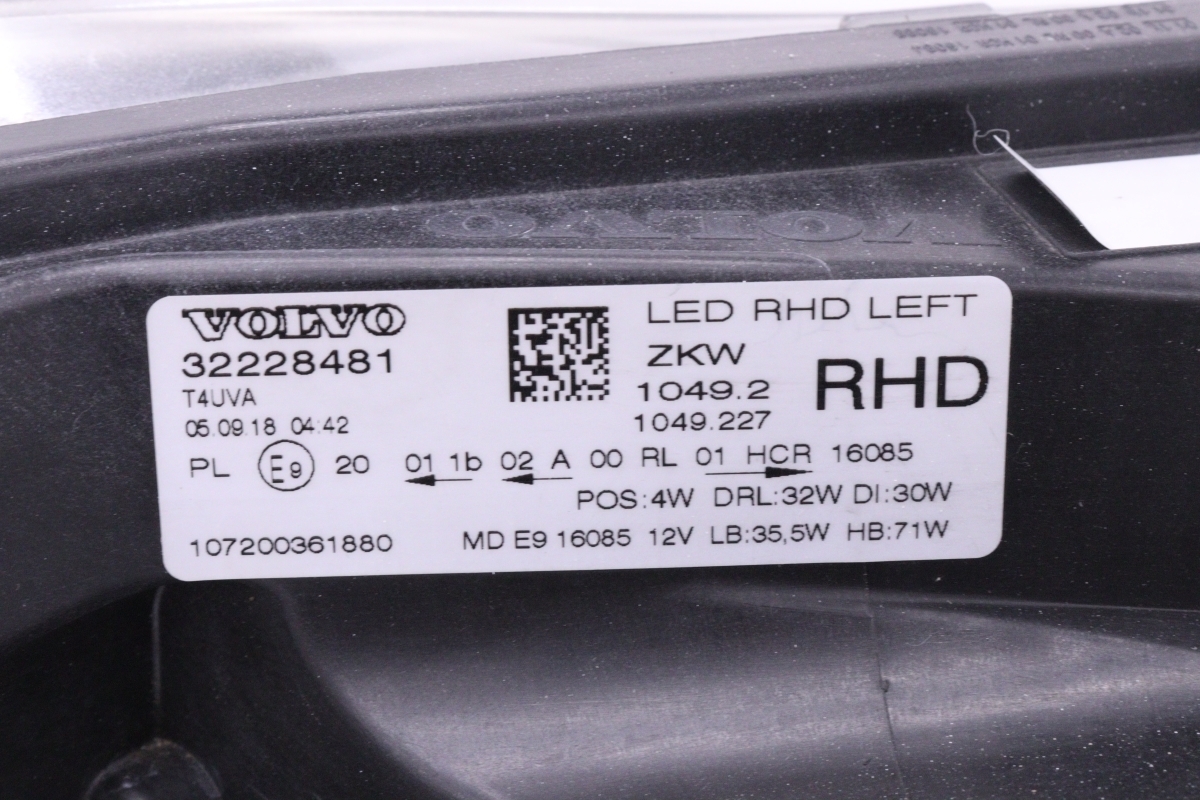 VOLVO
VOLVO
32228481
T4UVA
05.09.18 04:42
LED RHD LEFT
ZKW
1049.2
1049.227
RHD
PL E9 20 01 1b 02 A 00 RL 01 HCR 16085
POS:4W DRL:32W DI:30W
107200361880 MD E9 16085 12V LB:35,5W HB:71W